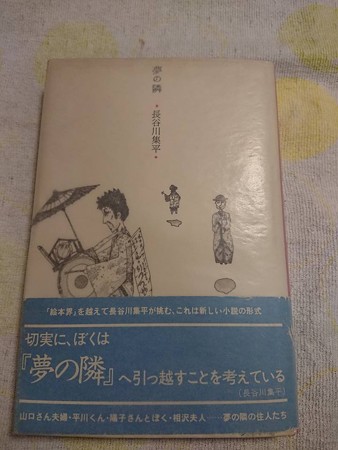 夢の隣
長谷川集平
「絵本界」を越えて長谷川集平が挑む、これは新しい小説の形式
切実に、ぼくは
『夢の隣』へ引っ越すことを考えている
（長谷川集平）
山口さん夫婦・平川くん・陽子さんとぼく・相沢夫人――夢の隣の住人たち